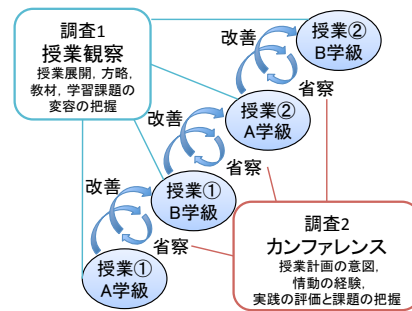 調査1
授業観察
授業展開, 方略,
教材, 学習課題の
変容の把握
改善
授業②
B学級
省察
改善
授業②
A学級
省察
改善
授業①
B学級
省察
授業①
A学級
調査2
カンファレンス
授業計画の意図,
情動の経験,
実践の評価と課題の把握